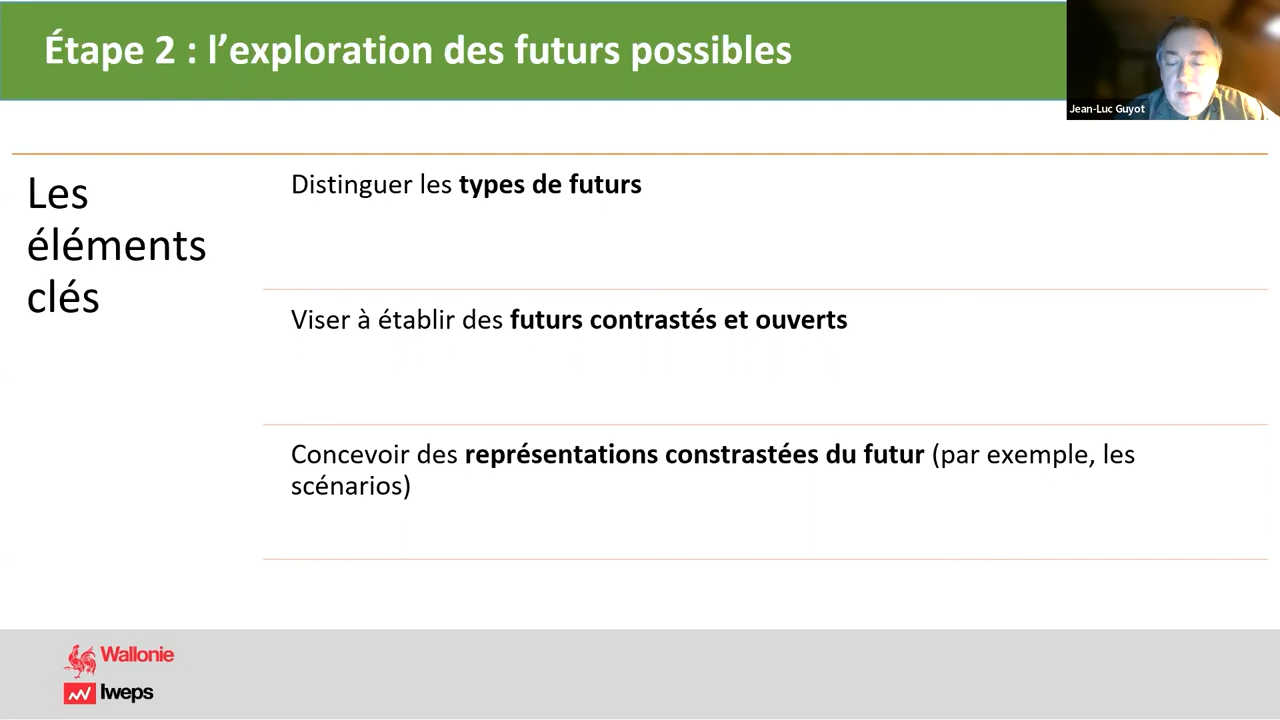 Étape 2 : l’exploration des futurs possibles
Jean-Luc Guyot
Les
éléments
clés
Distinguer les types de futurs
Viser à établir des futurs contrastés et ouverts
Concevoir des représentations constrastées du futur (par exemple, les
scénarios)
Wallonie
Iweps